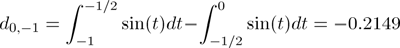 d_{0,-1} = \int_{-1}^{-1/2} \sin(t)dt - \int_{-1/2}^{0} \sin(t)dt = -0.2149